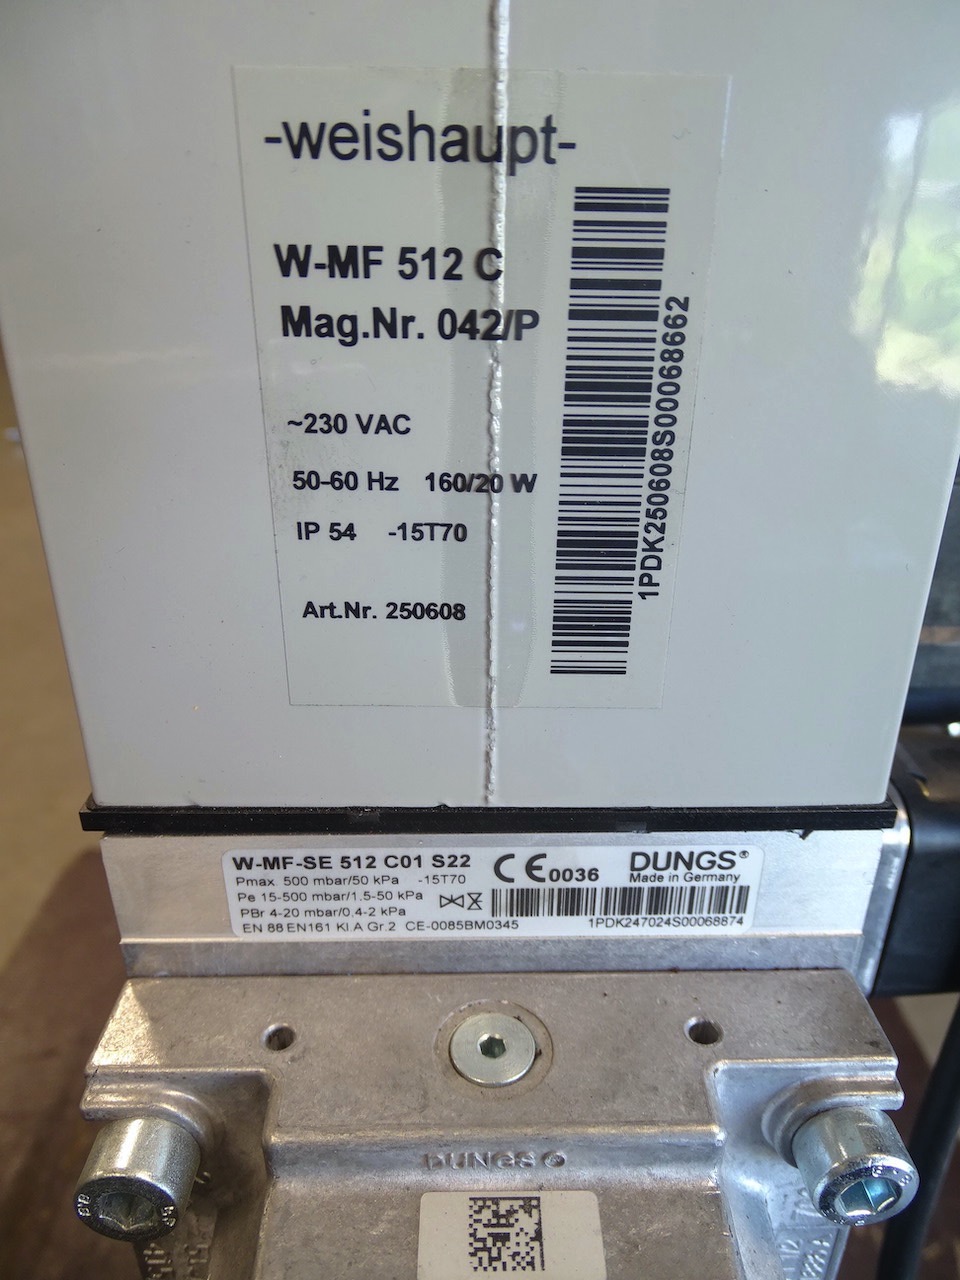 -weishaupt-
W-MF 512 C
Mag.Nr. 042/P
~230 VAC
50-60 Hz 160/20 W
IP 54 -15T70
Art.Nr. 250608
1PDK250608S00068662
W-MF-SE 512 C01 S22
Pmax. 500 mbar/50 kPa -15T70
Pe 15-500 mbar/1.5-50 kPa
PBr 4-20 mbar/0,4-2 kPa
EN 88 EN161 Kl.A Gr.2 CE-0085BM0345
CE0036
DUNGS®
Made in Germany
1PDK247024S00068874
DUNGS